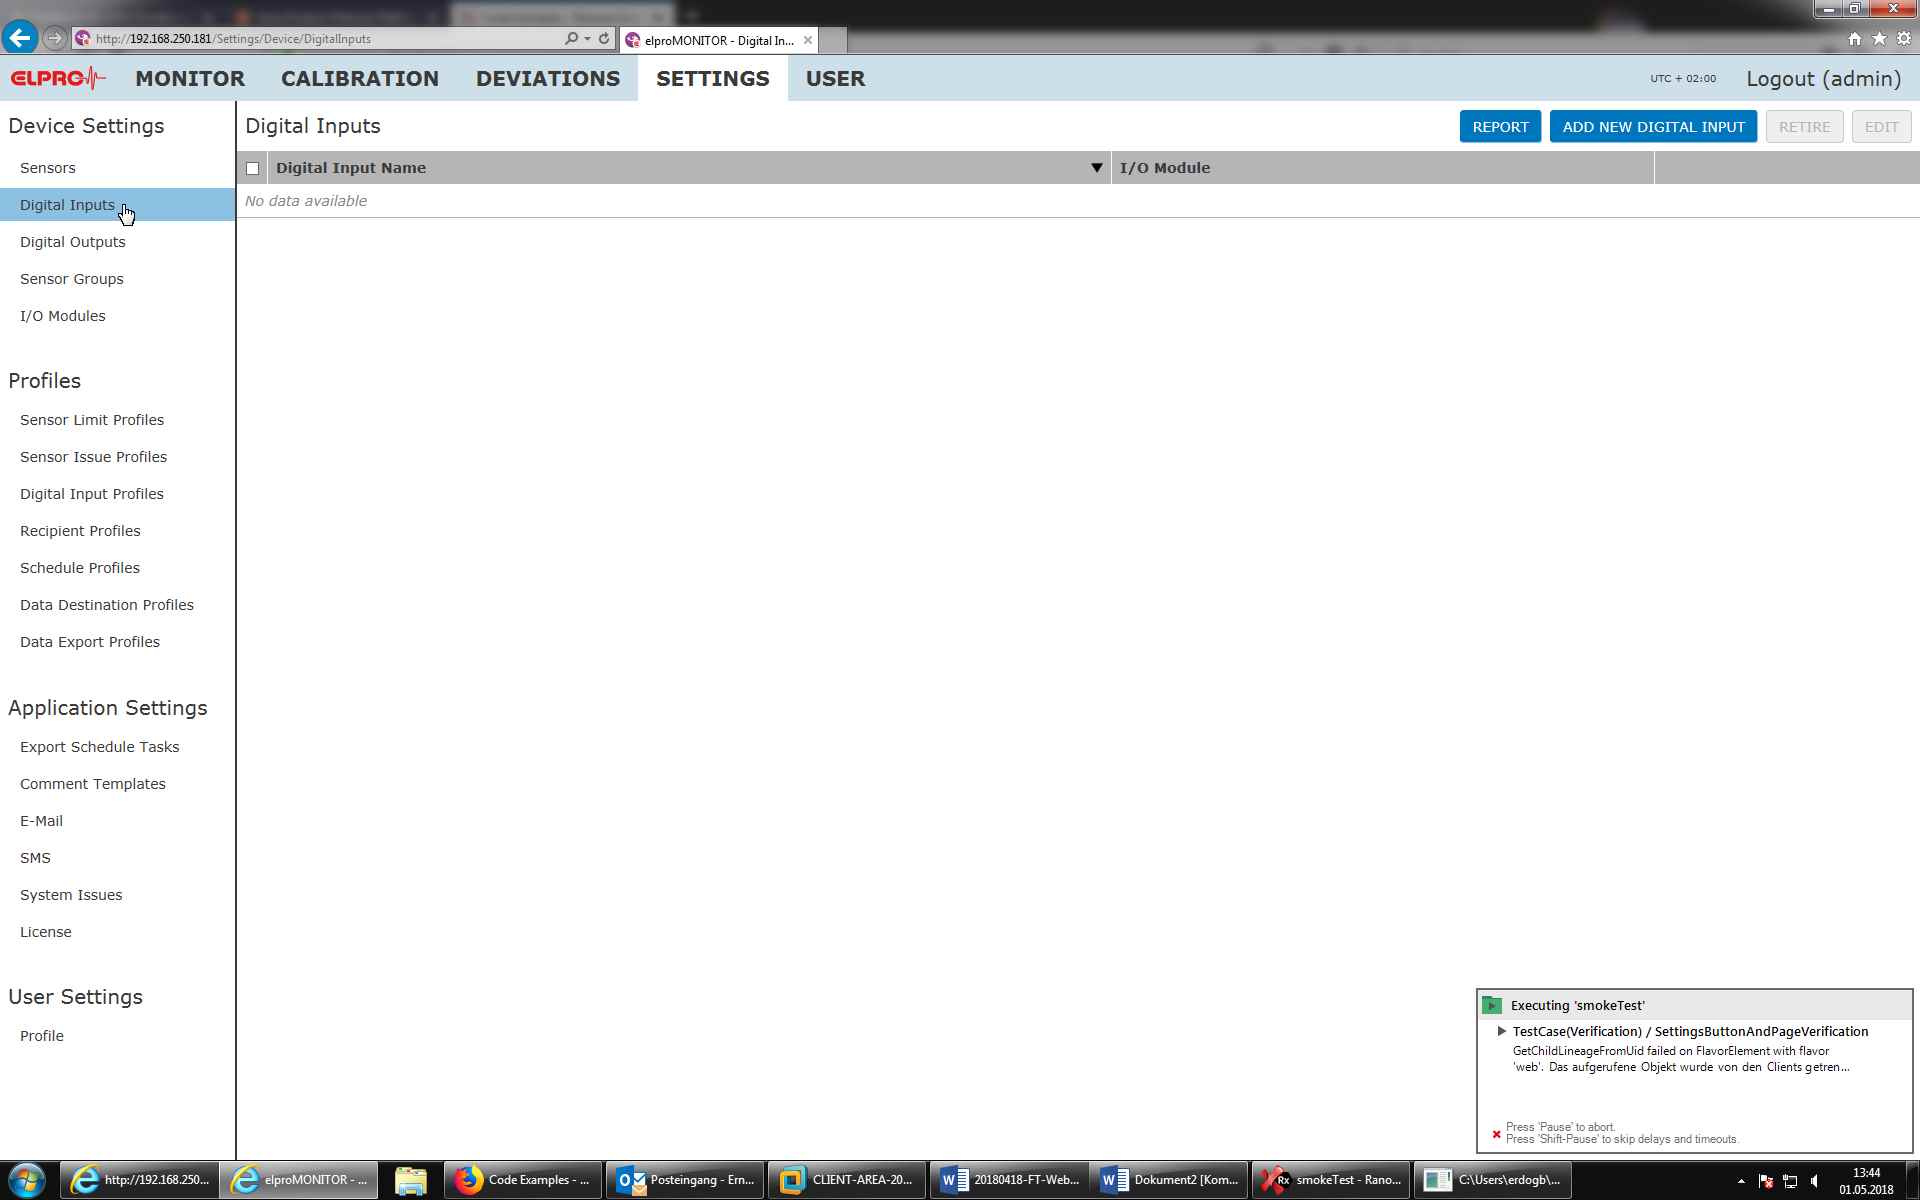 http://192.168.250.181/Settings/Device/DigitalInputs
elproMONITOR - Digital In...
ELPRO
MONITOR
CALIBRATION
DEVIATIONS
SETTINGS
USER
UTC + 02:00
Logout (admin)
Device Settings
Sensors
Digital Inputs
Digital Outputs
Sensor Groups
I/O Modules
Profiles
Sensor Limit Profiles
Sensor Issue Profiles
Digital Input Profiles
Recipient Profiles
Schedule Profiles
Data Destination Profiles
Data Export Profiles
Application Settings
Export Schedule Tasks
Comment Templates
E-Mail
SMS
System Issues
License
User Settings
Profile
Digital Inputs
REPORT
ADD NEW DIGITAL INPUT
RETIRE
EDIT
Digital Input Name
I/O Module
No data available
Executing 'smokeTest'
TestCase(Verification) / SettingsButtonAndPageVerification
GetChildLineageFromUid failed on FlavorElement with flavor
'web'. Das aufgerufene Objekt wurde von den Clients getren...
Press 'Pause' to abort.
Press 'Shift-Pause' to skip delays and timeouts.
http://192.168.250...
elproMONITOR - ...
Code Examples - ...
Posteingang - Ern...
CLIENT-AREA-20...
20180418-FT-Web...
Dokument2 [Kom...
Rx
smokeTest - Rano...
C:\Users\erdogb\...
13:44
01.05.2018